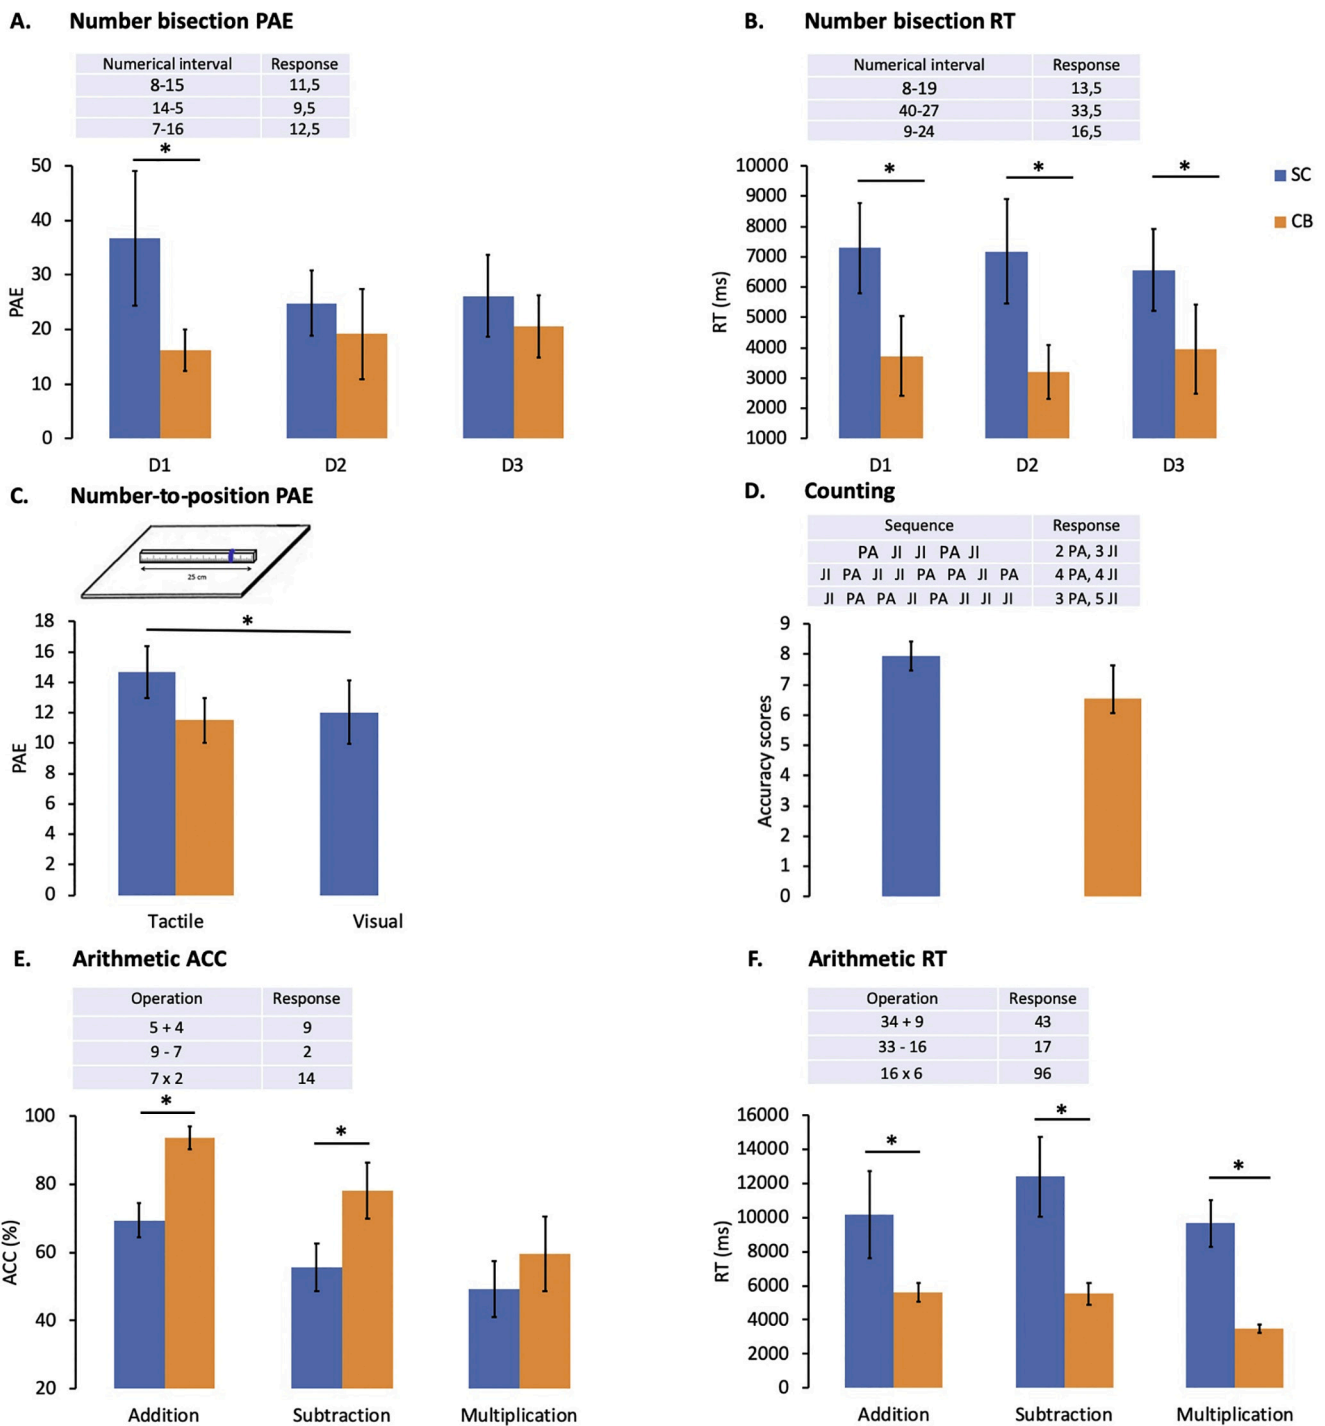 A. Number bisection PAE
Numerical interval Response
8-15 11,5
14-5 9,5
7-16 12,5
*
50
40
30
20
10
0
PAE
D1 D2 D3
B. Number bisection RT
Numerical interval Response
8-19 13,5
40-27 33,5
9-24 16,5
* * *
10000
9000
8000
7000
6000
5000
4000
3000
2000
1000
RT (ms)
D1 D2 D3
SC
CB
C. Number-to-position PAE
25 cm
*
18
16
14
12
10
8
6
4
2
0
PAE
Tactile Visual
D. Counting
Sequence Response
PA JI JI PA JI 2 PA, 3 JI
JI PA JI JI PA PA JI PA 4 PA, 4 JI
JI PA PA JI PA JI JI JI 3 PA, 5 JI
9
8
7
6
5
4
3
2
1
0
Accuracy scores
E. Arithmetic ACC
Operation Response
5 + 4 9
9 - 7 2
7 x 2 14
* *
100
80
60
40
20
ACC (%)
Addition Subtraction Multiplication
F. Arithmetic RT
Operation Response
34 + 9 43
33 - 16 17
16 x 6 96
* * *
16000
14000
12000
10000
8000
6000
4000
2000
0
RT (ms)
Addition Subtraction Multiplication